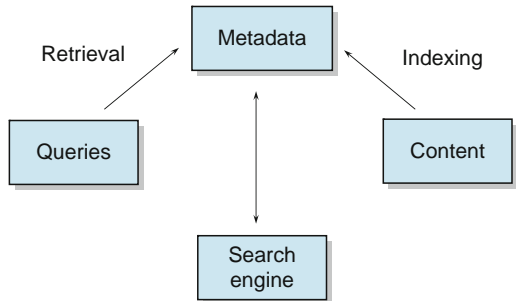 Metadata
Retrieval
Indexing
Queries
Content
Search
engine